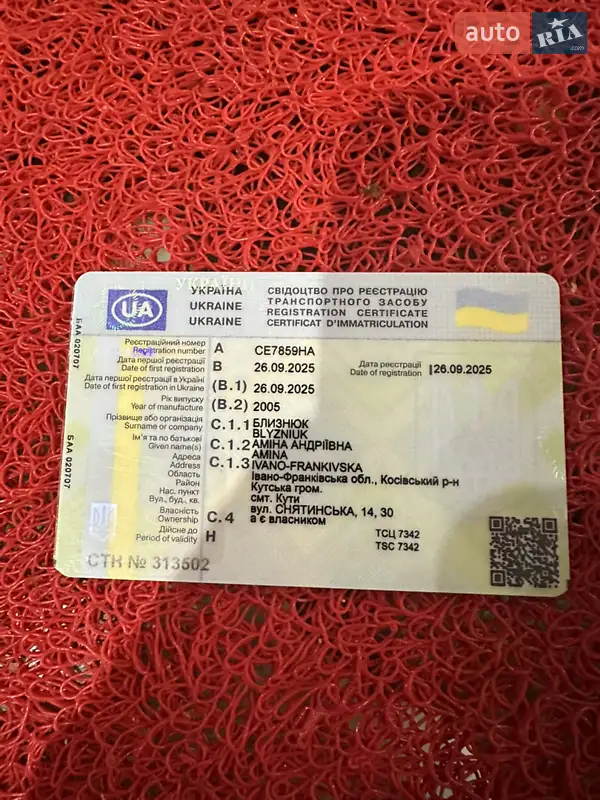 auto RIA .com
УКРАЇНА
UKRAINE
UKRAINE
СВІДОЦТВО ПРО РЕЄСТРАЦІЮ
ТРАНСПОРТНОГО ЗАСОБУ
REGISTRATION CERTIFICATE
CERTIFICAT D'IMMATRICULATION
UA
ВАА 020707
Реєстраційний номер
Registration number A CE7859HA
Дата першої реєстрації
Date of first registration B 26.09.2025
Дата реєстрації
Date of registration 26.09.2025
Дата першої реєстрації в Україні
Date of first registration in Ukraine (B.1) 26.09.2025
Рік випуску
Year of manufacture (B.2) 2005
Прізвище або організація
Surname or company C.1.1 БЛИЗНЮК
BLYZNIUK
Ім'я та по батькові
Given name(s) C.1.2 АМІНА АНДРІЇВНА
AMINA
Адреса
Address C.1.3 IVANO-FRANKIVSKA
Область Івано-Франківська обл., Косівський р-н
Район Кутська гром.
Нас. пункт смт. Кути
Вул., буд., кв. вул. СНЯТИНСЬКА, 14, 30
Власність
Ownership C.4 а є власником
Дійсне до
Period of validity H
ТСЦ 7342
TSC 7342
ВАА 020707
СТН № 313502